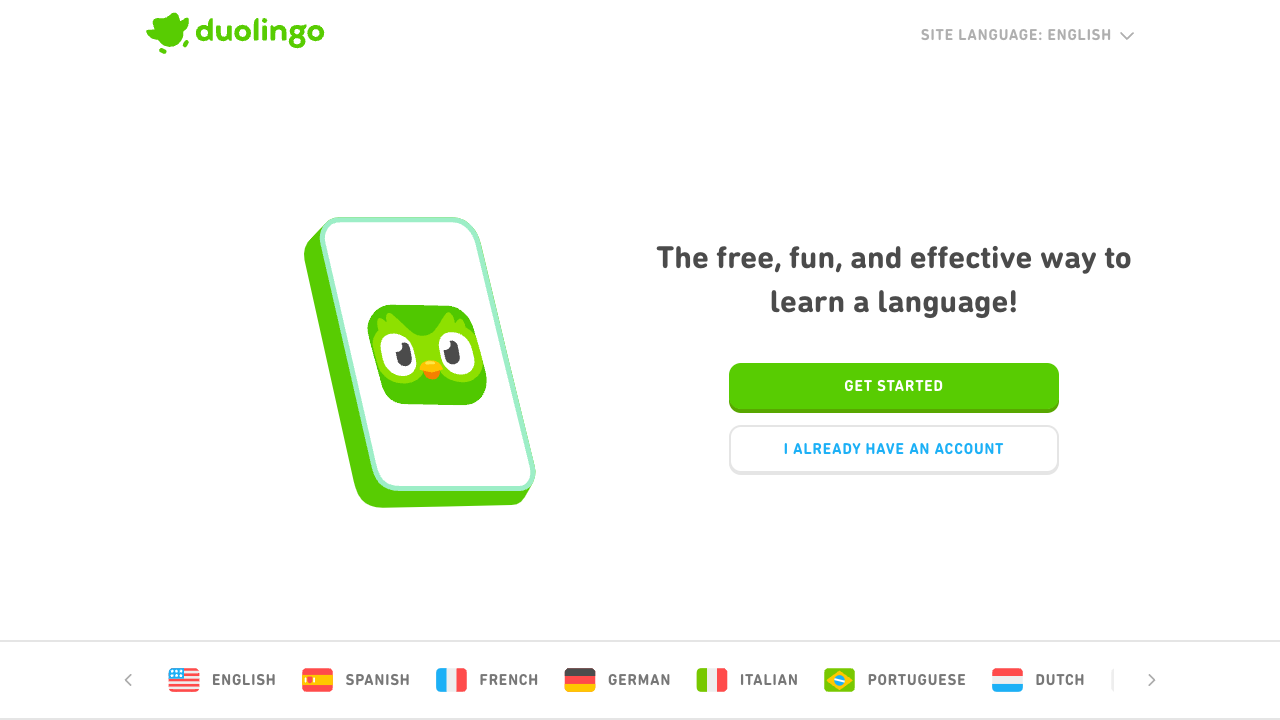 duolingo
SITE LANGUAGE: ENGLISH
The free, fun, and effective way to
learn a language!
GET STARTED
I ALREADY HAVE AN ACCOUNT
ENGLISH
SPANISH
FRENCH
GERMAN
ITALIAN
PORTUGUESE
DUTCH